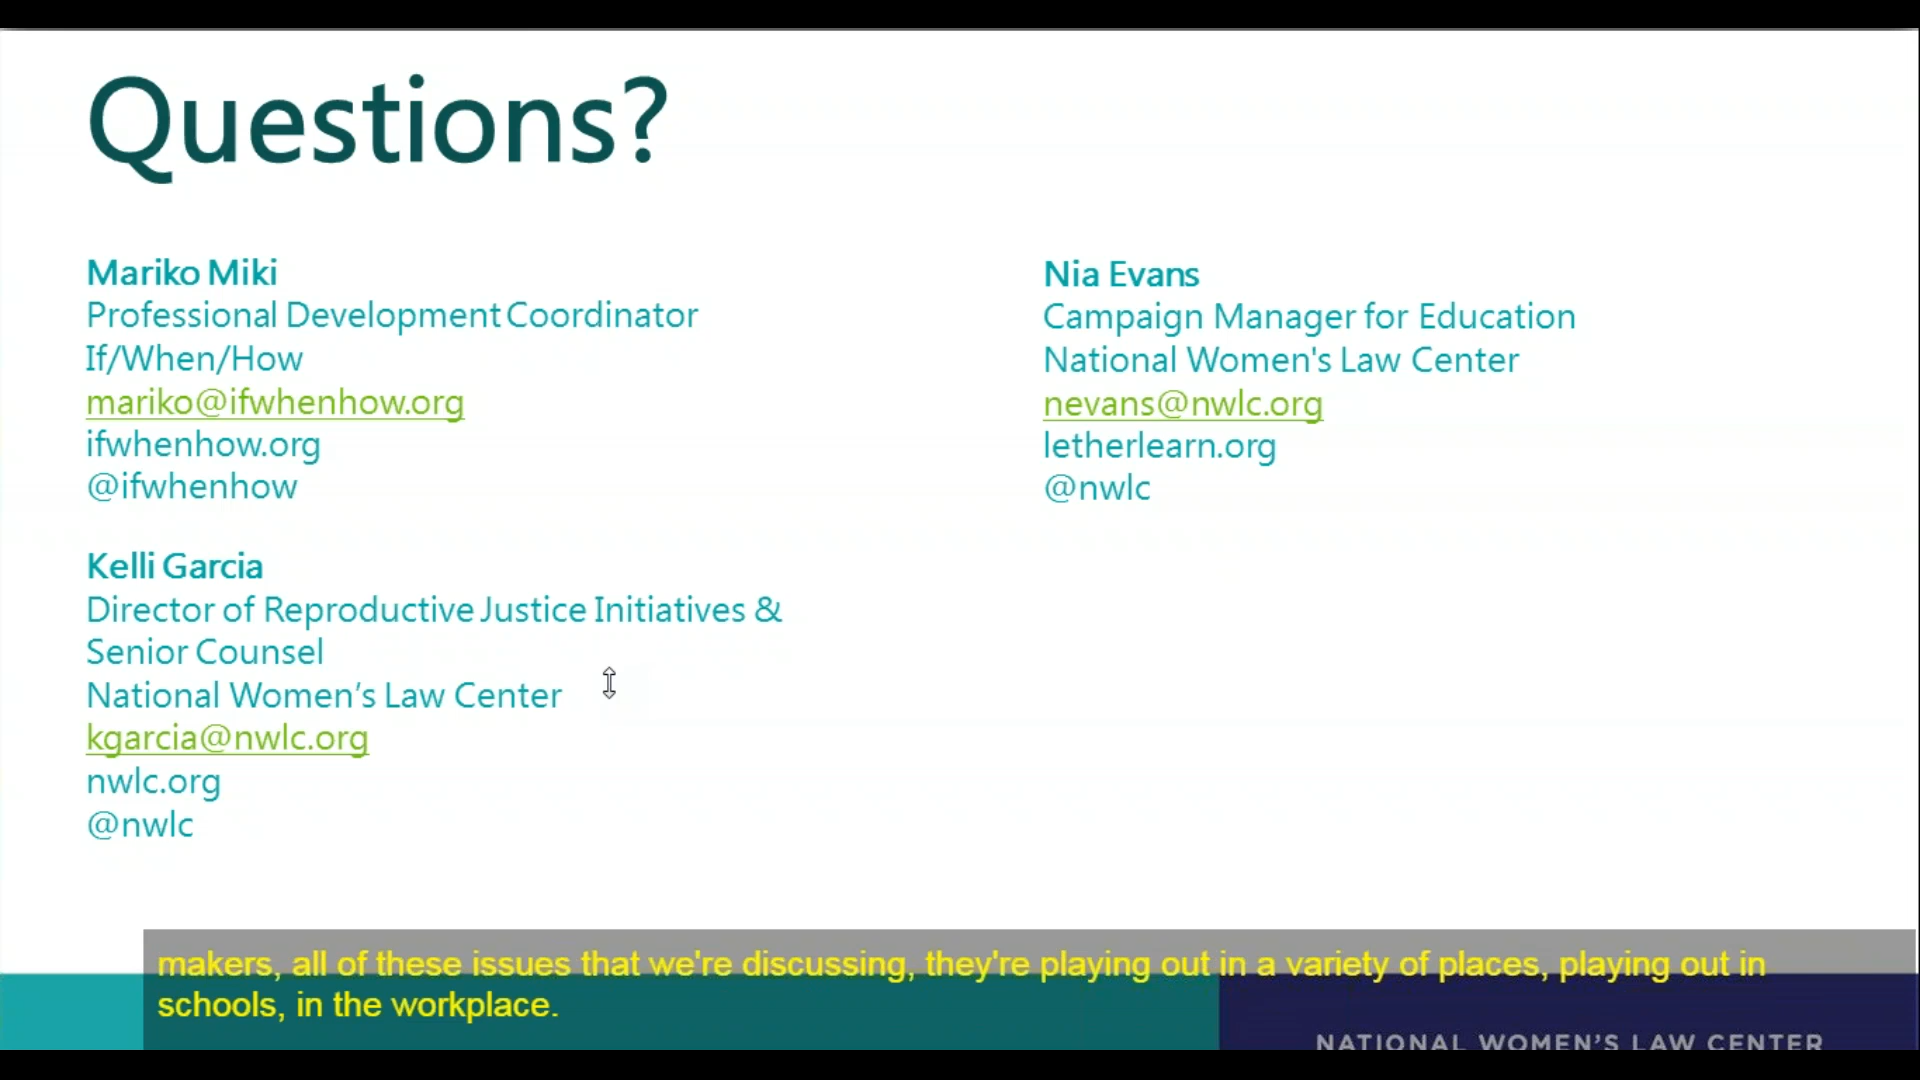 Questions?
Mariko Miki
Professional Development Coordinator
If/When/How
mariko@ifwhenhow.org
ifwhenhow.org
@ifwhenhow
Kelli Garcia
Director of Reproductive Justice Initiatives &
Senior Counsel
National Women’s Law Center
kgarcia@nwlc.org
nwlc.org
@nwlc
Nia Evans
Campaign Manager for Education
National Women's Law Center
nevans@nwlc.org
letherlearn.org
@nwlc
makers, all of these issues that we're discussing, they're playing out in a variety of places, playing out in
schools, in the workplace.
NATIONAL WOMEN’S LAW CENTER